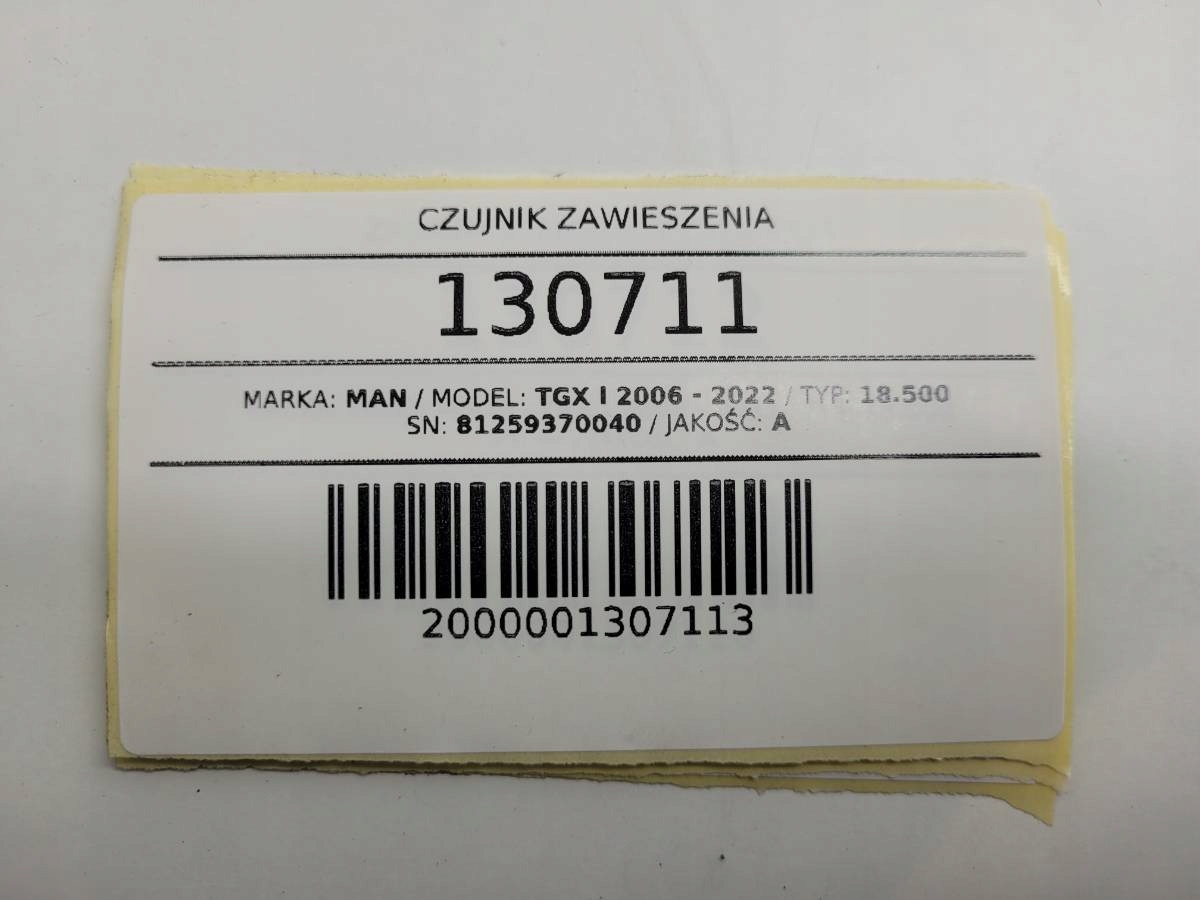 CZUJNIK ZAWIESZENIA
130711
MARKA: MAN / MODEL: TGX I 2006 - 2022 / TYP: 18.500
SN: 81259370040 / JAKOŚĆ: A
2000001307113